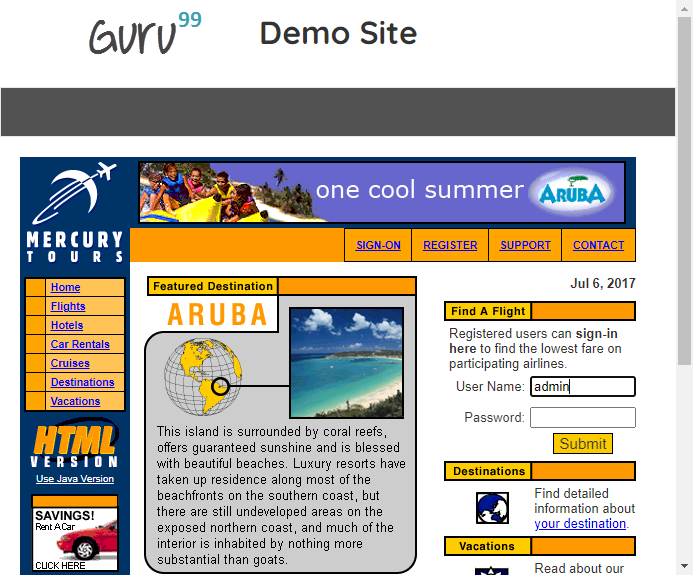 Guru99 Demo Site
one cool summer ARUBA
MERCURY
TOURS
SIGN-ON REGISTER SUPPORT CONTACT
Home
Flights
Hotels
Car Rentals
Cruises
Destinations
Vacations
HTML
VERSION
Use Java Version
SAVINGS!
Rent A Car
CLICK HERE
Featured Destination
ARUBA
This island is surrounded by coral reefs,
offers guaranteed sunshine and is blessed
with beautiful beaches. Luxury resorts have
taken up residence along most of the
beachfronts on the southern coast, but
there are still undeveloped areas on the
exposed northern coast, and much of the
interior is inhabited by nothing more
substantial than goats.
Jul 6, 2017
Find A Flight
Registered users can sign-in
here to find the lowest fare on
participating airlines.
User Name: admin
Password:
Submit
Destinations
Find detailed
information about
your destination.
Vacations
Read about our